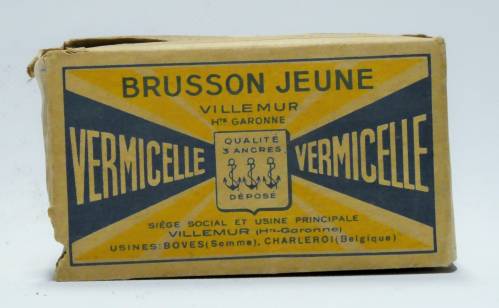 BRUSSON JEUNE
VILLEMUR
HTE GARONNE
VERMICELLE
QUALITÉ
3 ANCRES
DÉPOSÉ
VERMICELLE
SIÈGE SOCIAL ET USINE PRINCIPALE
VILLEMUR (Hte-Garonne)
USINES: BOVES (Somme), CHARLEROI (Belgique)